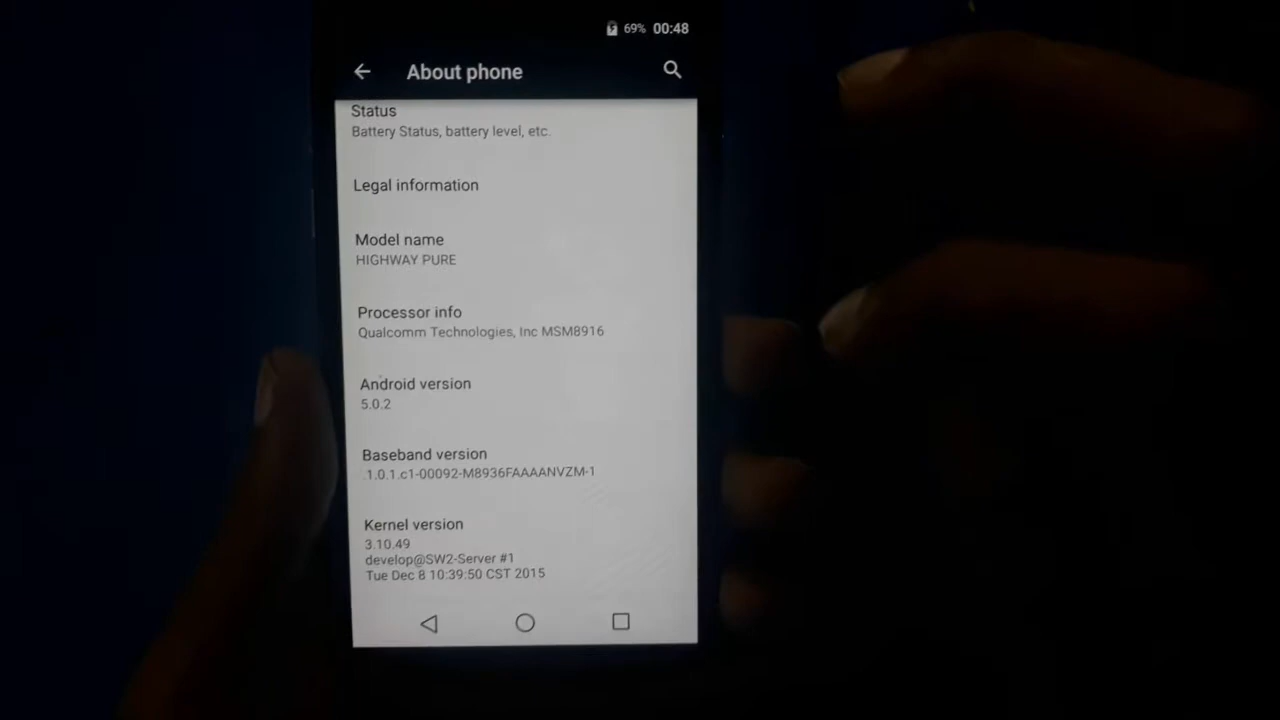 69% 00:48
About phone
Status
Battery Status, battery level, etc.
Legal information
Model name
HIGHWAY PURE
Processor info
Qualcomm Technologies, Inc MSM8916
Android version
5.0.2
Baseband version
.1.0.1.c1-00092-M8936FAAAANVZM-1
Kernel version
3.10.49
develop@SW2-Server #1
Tue Dec 8 10:39:50 CST 2015